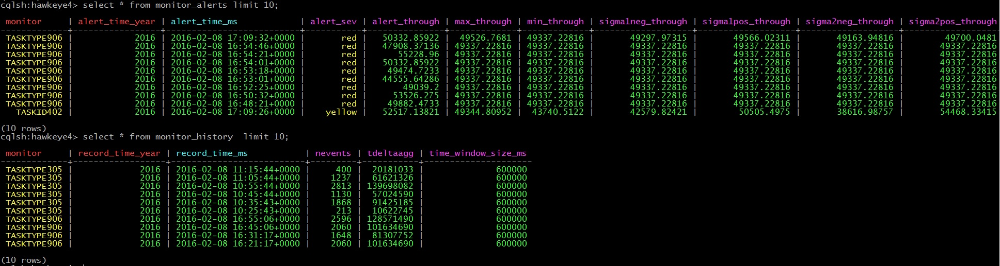 cqlsh:hawkeye4> select * from monitor_alerts limit 10;
monitor | alert_time_year | alert_time_ms | alert_sev | alert_through | max_through | min_through | sigma1neg_through | sigma1pos_through | sigma2neg_through | sigma2pos_through
TASKTYPE906 | 2016 | 2016-02-08 17:09:32+0000 | red | 50332.85922 | 49526.7681 | 49337.22816 | 49297.97315 | 49566.02311 | 49163.94816 | 49700.0481
TASKTYPE906 | 2016 | 2016-02-08 16:54:46+0000 | red | 47908.37136 | 49337.22816 | 49337.22816 | 49337.22816 | 49337.22816 | 49337.22816 | 49337.22816
TASKTYPE906 | 2016 | 2016-02-08 16:54:21+0000 | red | 55228.96 | 49337.22816 | 49337.22816 | 49337.22816 | 49337.22816 | 49337.22816 | 49337.22816
TASKTYPE906 | 2016 | 2016-02-08 16:54:01+0000 | red | 50332.85922 | 49337.22816 | 49337.22816 | 49337.22816 | 49337.22816 | 49337.22816 | 49337.22816
TASKTYPE906 | 2016 | 2016-02-08 16:53:18+0000 | red | 49474.7233 | 49337.22816 | 49337.22816 | 49337.22816 | 49337.22816 | 49337.22816 | 49337.22816
TASKTYPE906 | 2016 | 2016-02-08 16:53:01+0000 | red | 44555.64286 | 49337.22816 | 49337.22816 | 49337.22816 | 49337.22816 | 49337.22816 | 49337.22816
TASKTYPE906 | 2016 | 2016-02-08 16:52:25+0000 | red | 49039.2 | 49337.22816 | 49337.22816 | 49337.22816 | 49337.22816 | 49337.22816 | 49337.22816
TASKTYPE906 | 2016 | 2016-02-08 16:50:32+0000 | red | 53526.275 | 49337.22816 | 49337.22816 | 49337.22816 | 49337.22816 | 49337.22816 | 49337.22816
TASKTYPE906 | 2016 | 2016-02-08 16:48:21+0000 | red | 49882.4733 | 49337.22816 | 49337.22816 | 49337.22816 | 49337.22816 | 49337.22816 | 49337.22816
TASKID402 | 2016 | 2016-02-08 17:09:26+0000 | yellow | 52517.13821 | 49344.80952 | 43740.5122 | 42579.82421 | 50505.4975 | 38616.98757 | 54468.33415
(10 rows)
cqlsh:hawkeye4> select * from monitor_history  limit 10;
monitor | record_time_year | record_time_ms | nevents | tdeltaagg | time_window_size_ms
TASKTYPE305 | 2016 | 2016-02-08 11:15:44+0000 | 400 | 20181033 | 600000
TASKTYPE305 | 2016 | 2016-02-08 11:05:44+0000 | 1237 | 61621326 | 600000
TASKTYPE305 | 2016 | 2016-02-08 10:55:44+0000 | 2813 | 139698082 | 600000
TASKTYPE305 | 2016 | 2016-02-08 10:45:44+0000 | 1130 | 57024590 | 600000
TASKTYPE305 | 2016 | 2016-02-08 10:35:43+0000 | 1868 | 91425185 | 600000
TASKTYPE305 | 2016 | 2016-02-08 10:25:43+0000 | 213 | 10622745 | 600000
TASKTYPE906 | 2016 | 2016-02-08 16:55:06+0000 | 2596 | 128571490 | 600000
TASKTYPE906 | 2016 | 2016-02-08 16:45:06+0000 | 2060 | 101634690 | 600000
TASKTYPE906 | 2016 | 2016-02-08 16:31:17+0000 | 1648 | 81307752 | 600000
TASKTYPE906 | 2016 | 2016-02-08 16:21:17+0000 | 2060 | 101634690 | 600000
(10 rows)